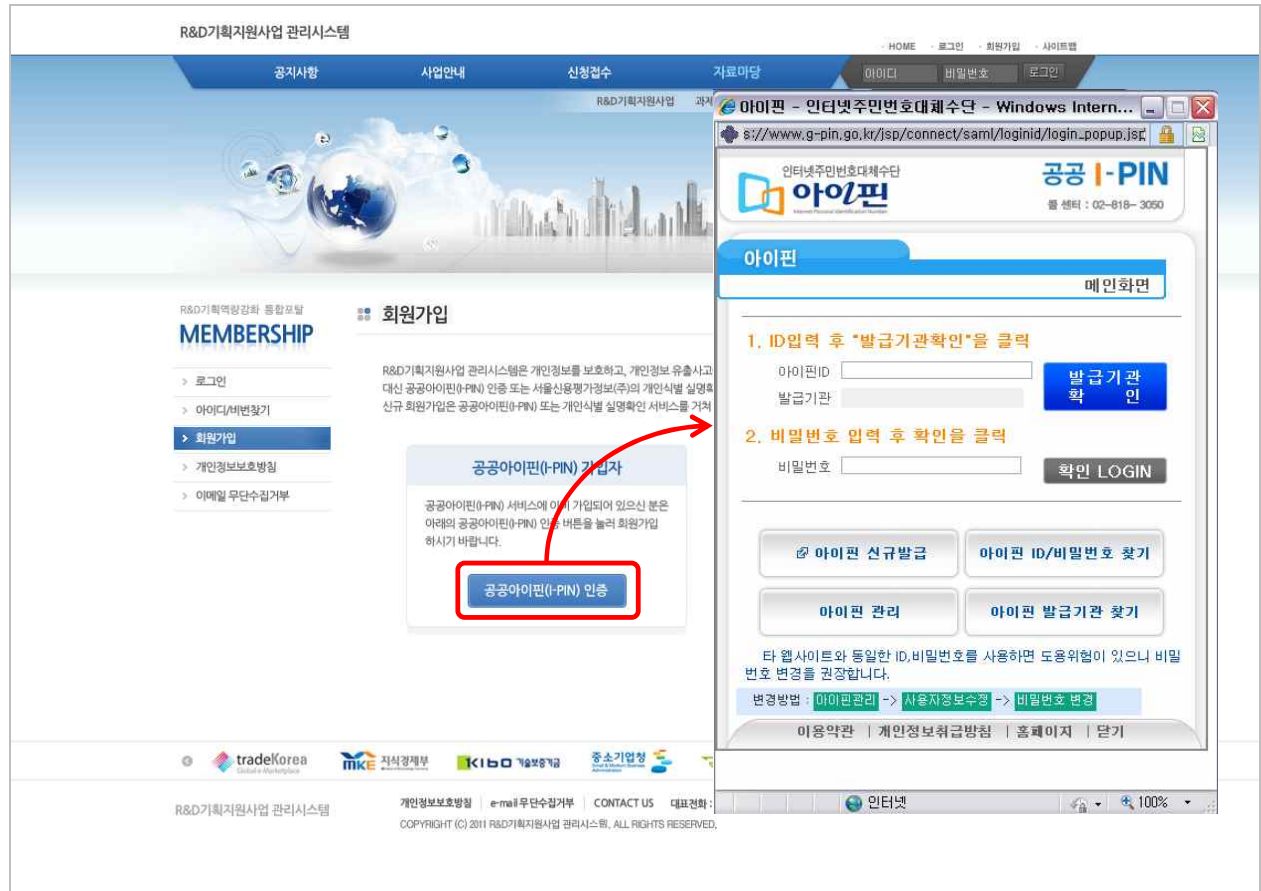 R&D기획지원사업 관리시스템
· HOME · 로그인 · 회원가입 · 사이트맵
공지사항 사업안내 신청접수 자료마당 아이디 비밀번호 로그인
R&D기획지원사업 과제
R&D기획역량강화 통합포탈
MEMBERSHIP
> 로그인
> 아이디/비번찾기
> 회원가입
> 개인정보보호방침
> 이메일 무단수집거부
회원가입
R&D기획지원사업 관리시스템은 개인정보를 보호하고, 개인정보 유출사고
대신 공공아이핀(I-PIN) 인증 또는 서울신용평가정보(주)의 개인식별 실명확
신규 회원가입은 공공아이핀(I-PIN) 또는 개인식별 실명확인 서비스를 거쳐
공공아이핀(I-PIN) 가입자
공공아이핀(I-PIN) 서비스에 이미 가입되어 있으신 분은
아래의 공공아이핀(I-PIN) 인증 버튼을 눌러 회원가입
하시기 바랍니다.
공공아이핀(I-PIN) 인증
아이핀 - 인터넷주민번호대체수단 - Windows Intern...
s://www.g-pin.go.kr/jsp/connect/saml/loginid/login_popup.jsp
인터넷주민번호대체수단
아이핀
Internet Personal Identification Number
공공 I-PIN
콜 센터 : 02-818- 3050
아이핀
메인화면
1. ID입력 후 "발급기관확인"을 클릭
아이핀ID
발급기관
발급기관
확 인
2. 비밀번호 입력 후 확인을 클릭
비밀번호
확인 LOGIN
아이핀 신규발급
아이핀 ID/비밀번호 찾기
아이핀 관리
아이핀 발급기관 찾기
타 웹사이트와 동일한 ID,비밀번호를 사용하면 도용위험이 있으니 비밀
번호 변경을 권장합니다.
변경방법 : 아이핀관리 -> 사용자정보수정 -> 비밀번호 변경
이용약관 | 개인정보취급방침 | 홈페이지 | 닫기
인터넷 100%
tradeKorea
Global e-Marketplace
MKE 지식경제부
KIBO 기술보증기금
중소기업청
R&D기획지원사업 관리시스템
개인정보보호방침 e-mail무단수집거부 CONTACT US 대표전화 :
COPYRIGHT (C) 2011 R&D기획지원사업 관리시스템, ALL RIGHTS RESERVED,